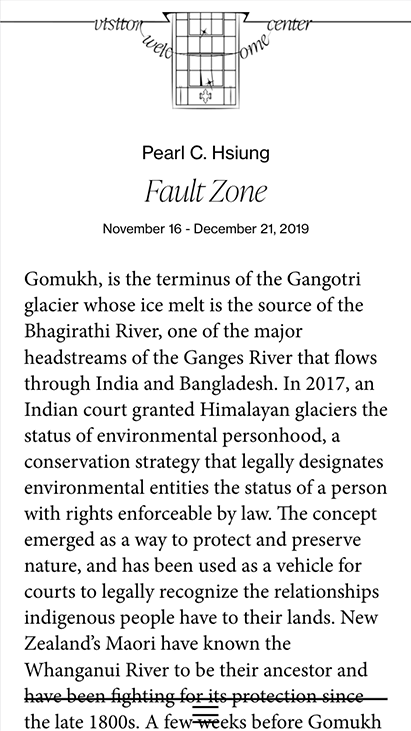 visitor welcome center
Pearl C. Hsiung
Fault Zone
November 16 - December 21, 2019
Gomukh, is the terminus of the Gangotri
glacier whose ice melt is the source of the
Bhagirathi River, one of the major
headstreams of the Ganges River that flows
through India and Bangladesh. In 2017, an
Indian court granted Himalayan glaciers the
status of environmental personhood, a
conservation strategy that legally designates
environmental entities the status of a person
with rights enforceable by law. The concept
emerged as a way to protect and preserve
nature, and has been used as a vehicle for
courts to legally recognize the relationships
indigenous people have to their lands. New
Zealand’s Maori have known the
Whanganui River to be their ancestor and
have been fighting for its protection since
the late 1800s. A few weeks before Gomukh